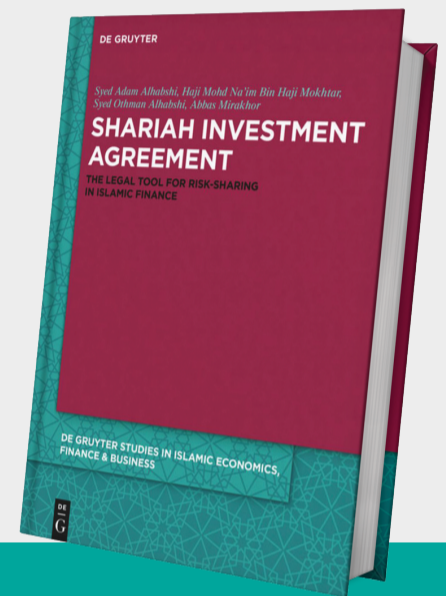 DE GRUYTER
Syed Adam Alhabshi, Haji Mohd Na'im Bin Haji Mokhtar,
Syed Othman Alhabshi, Abbas Mirakhor
SHARIAH INVESTMENT
AGREEMENT
THE LEGAL TOOL FOR RISK-SHARING
IN ISLAMIC FINANCE
DE GRUYTER STUDIES IN ISLAMIC ECONOMICS,
FINANCE & BUSINESS
DE
G